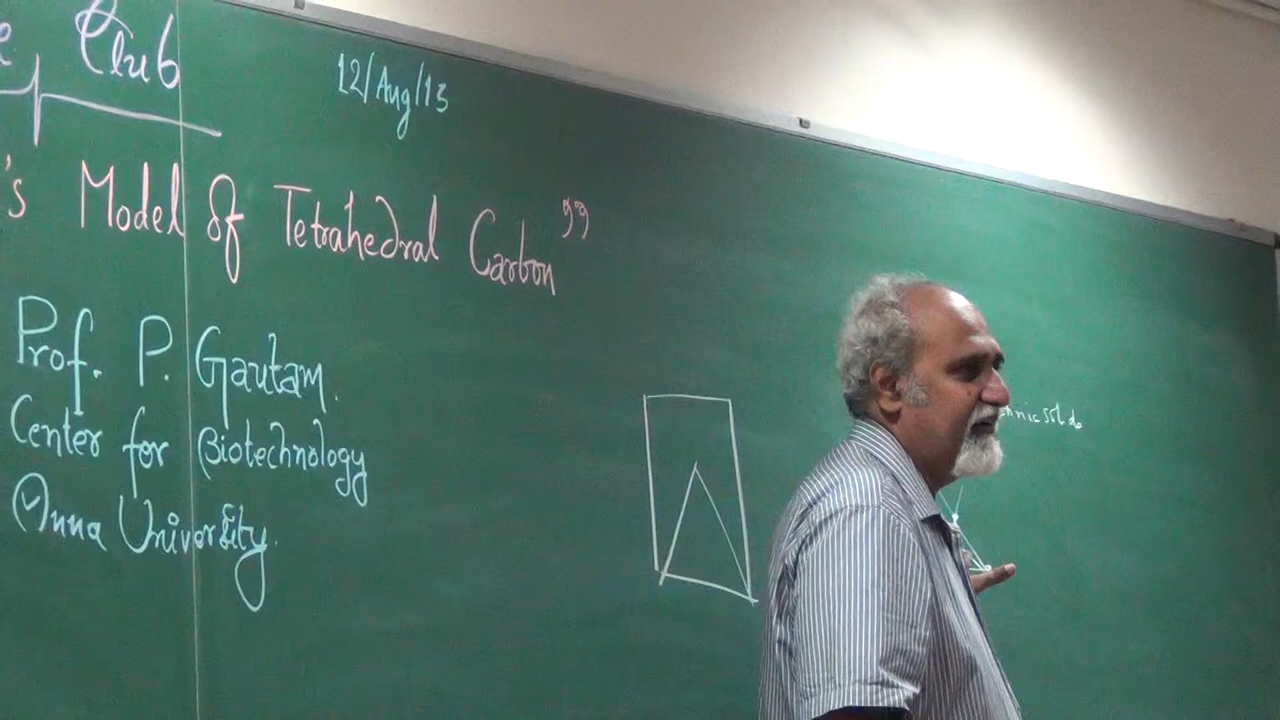 Club
12/Aug/13
's Model of Tetrahedral Carbon"
Prof. P. Gautam.
Center for Biotechnology
Anna University.